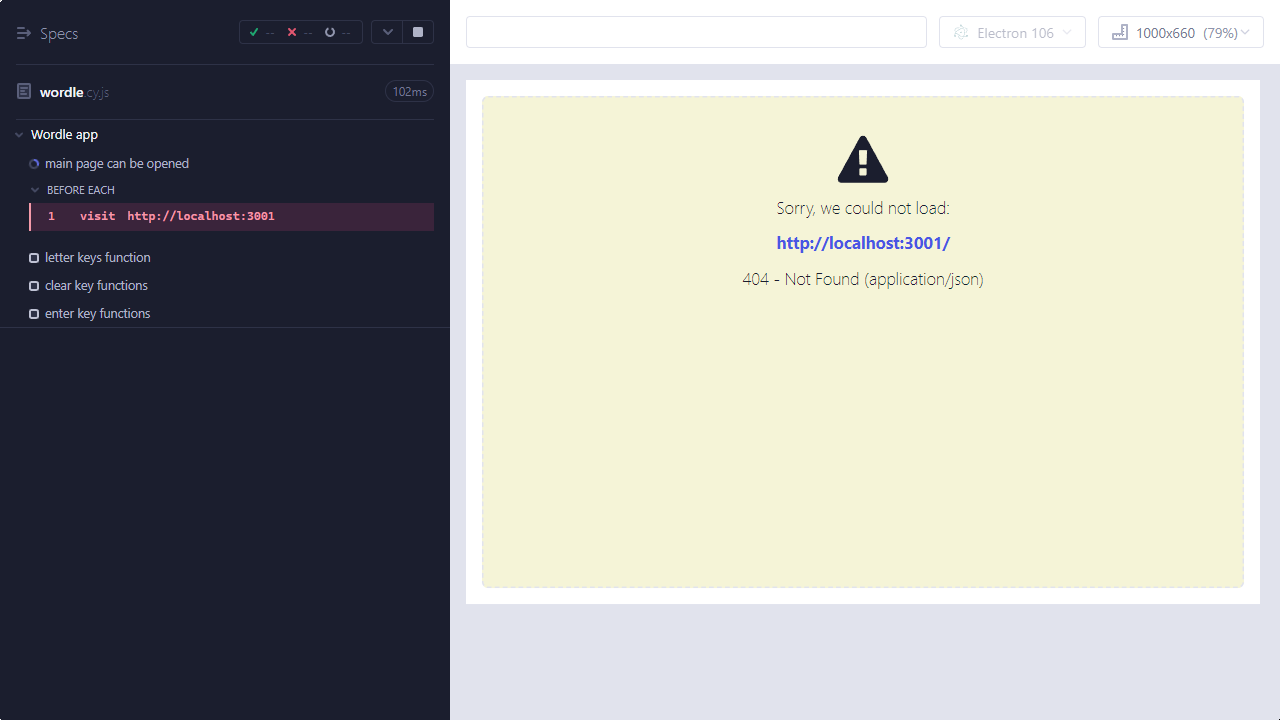 Specs
--
--
--
wordle.cy.js
102ms
Wordle app
main page can be opened
BEFORE EACH
1 visit http://localhost:3001
letter keys function
clear key functions
enter key functions
Electron 106
1000x660 (79%)
Sorry, we could not load:
http://localhost:3001/
404 - Not Found (application/json)